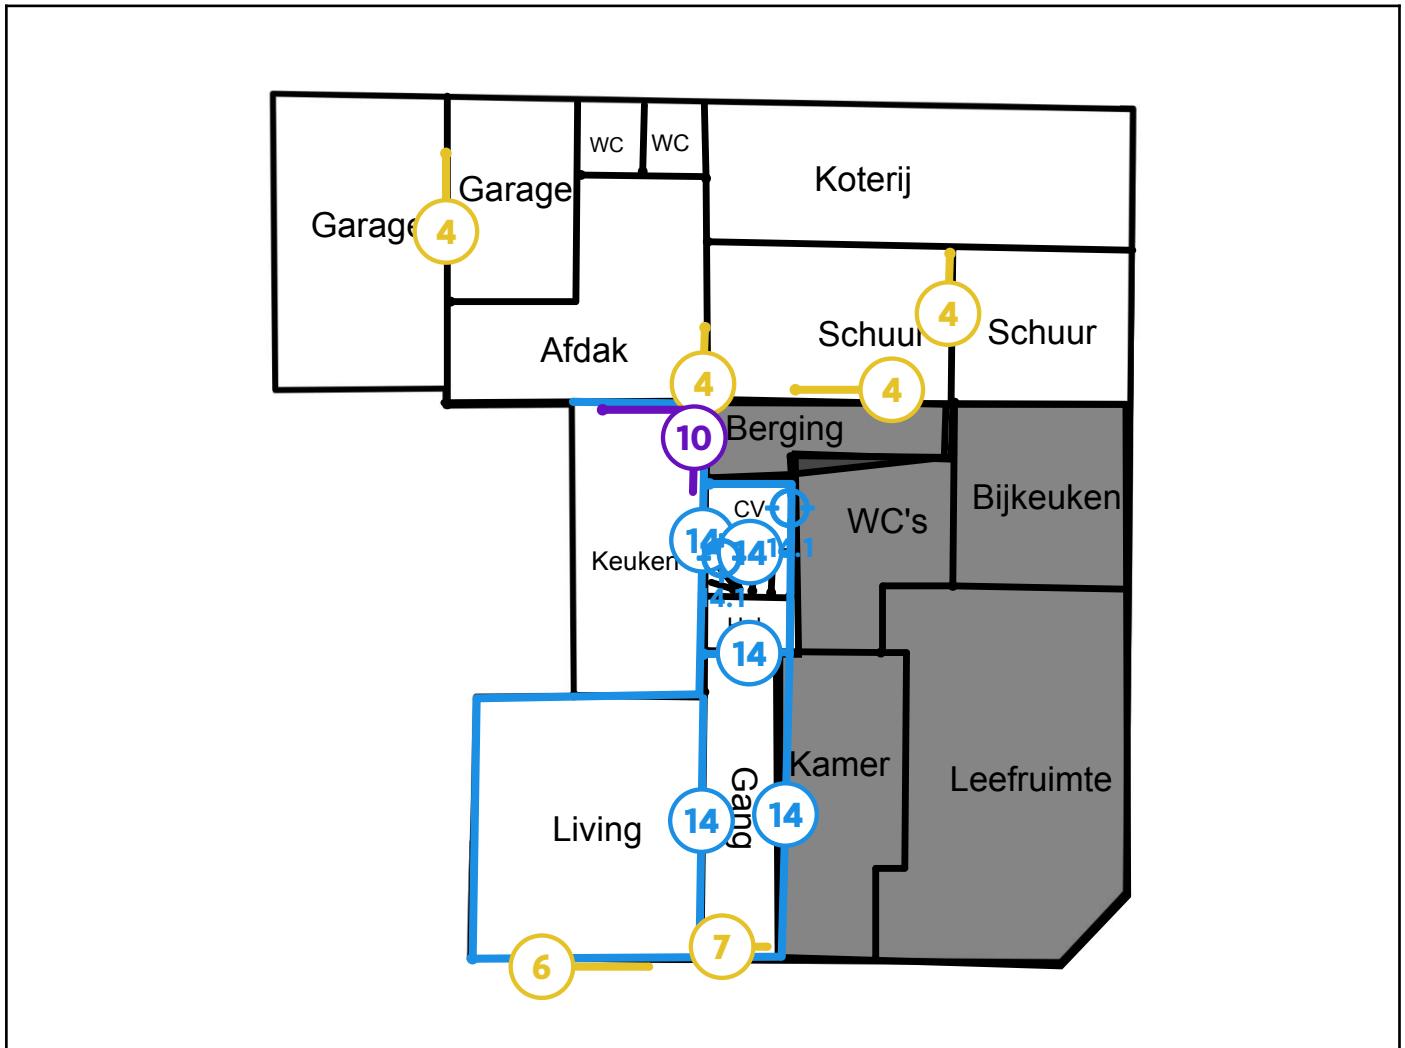 WC
WC
Koterij
Garage
4
4
Schuur
Schuur
Afdak
4
4
10
Berging
Bijkeuken
CV
WC's
14
14
Keuken
14
Kamer
Leefruimte
Gang
14
14
Living
7
6